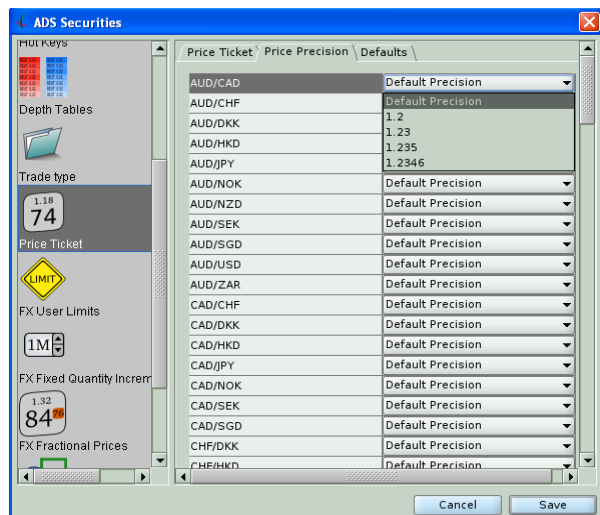 ADS Securities
Hot Keys
Depth Tables
Trade type
1.18
74
Price Ticket
LIMIT
FX User Limits
1M
FX Fixed Quantity Increm
1.32
8476
FX Fractional Prices
Price Ticket Price Precision Defaults
AUD/CAD Default Precision
AUD/CHF Default Precision
AUD/DKK 1.2
1.23
AUD/HKD 1.235
AUD/JPY 1.2346
AUD/NOK Default Precision
AUD/NZD Default Precision
AUD/SEK Default Precision
AUD/SGD Default Precision
AUD/USD Default Precision
AUD/ZAR Default Precision
CAD/CHF Default Precision
CAD/DKK Default Precision
CAD/HKD Default Precision
CAD/JPY Default Precision
CAD/NOK Default Precision
CAD/SEK Default Precision
CAD/SGD Default Precision
CHF/DKK Default Precision
CHF/HKD Default Precision
Cancel Save